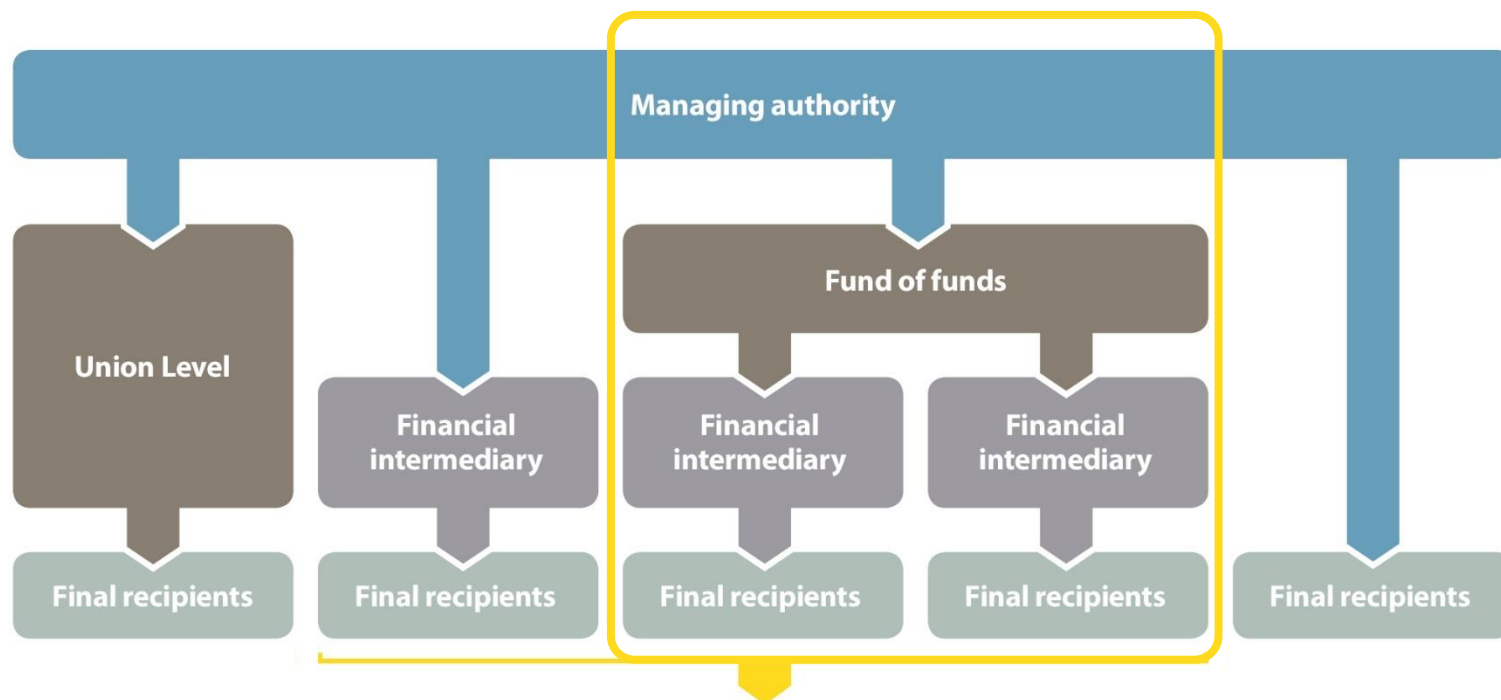 Managing authority
Fund of funds
Union Level
Financial
intermediary
Financial
intermediary
Financial
intermediary
Final recipients
Final recipients
Final recipients
Final recipients
Final recipients